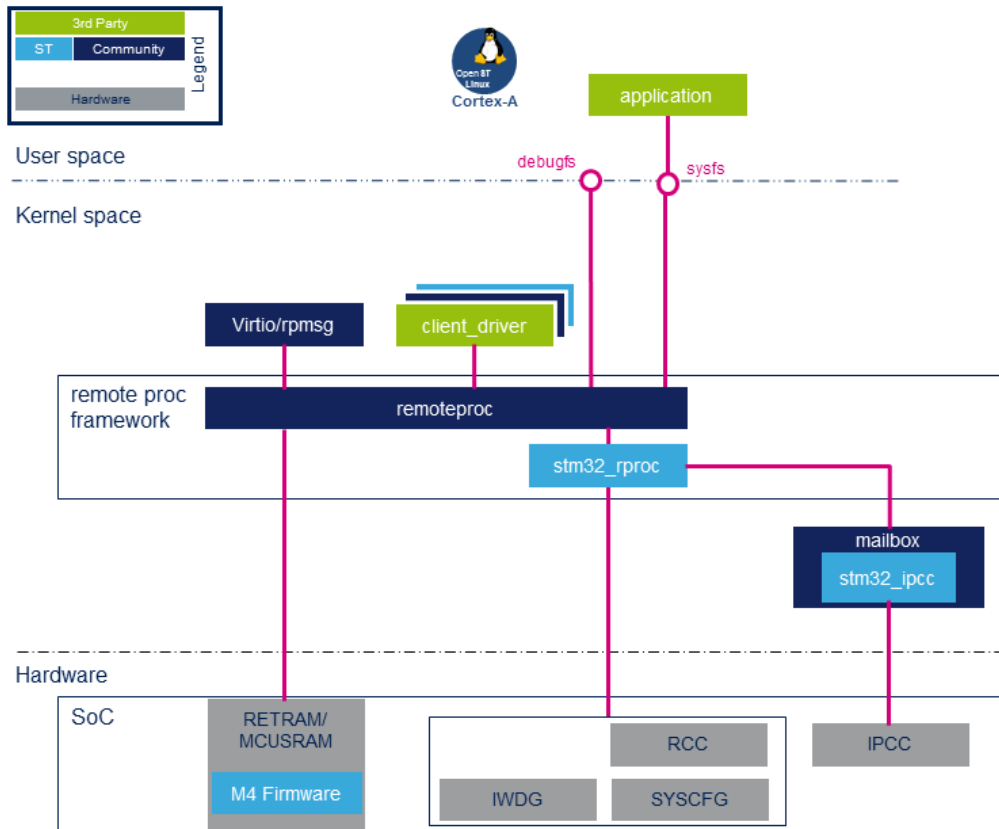 3rd Party
ST
Community
Hardware
Legend
Open ST
Linux
Cortex-A
application
User space
debugfs
sysfs
Kernel space
Virtio/rpmsg
client_driver
remote proc
framework
remoteproc
stm32_rproc
mailbox
stm32_ipcc
Hardware
SoC
RETRAM/
MCUSRAM
M4 Firmware
RCC
IWDG
SYSCFG
IPCC